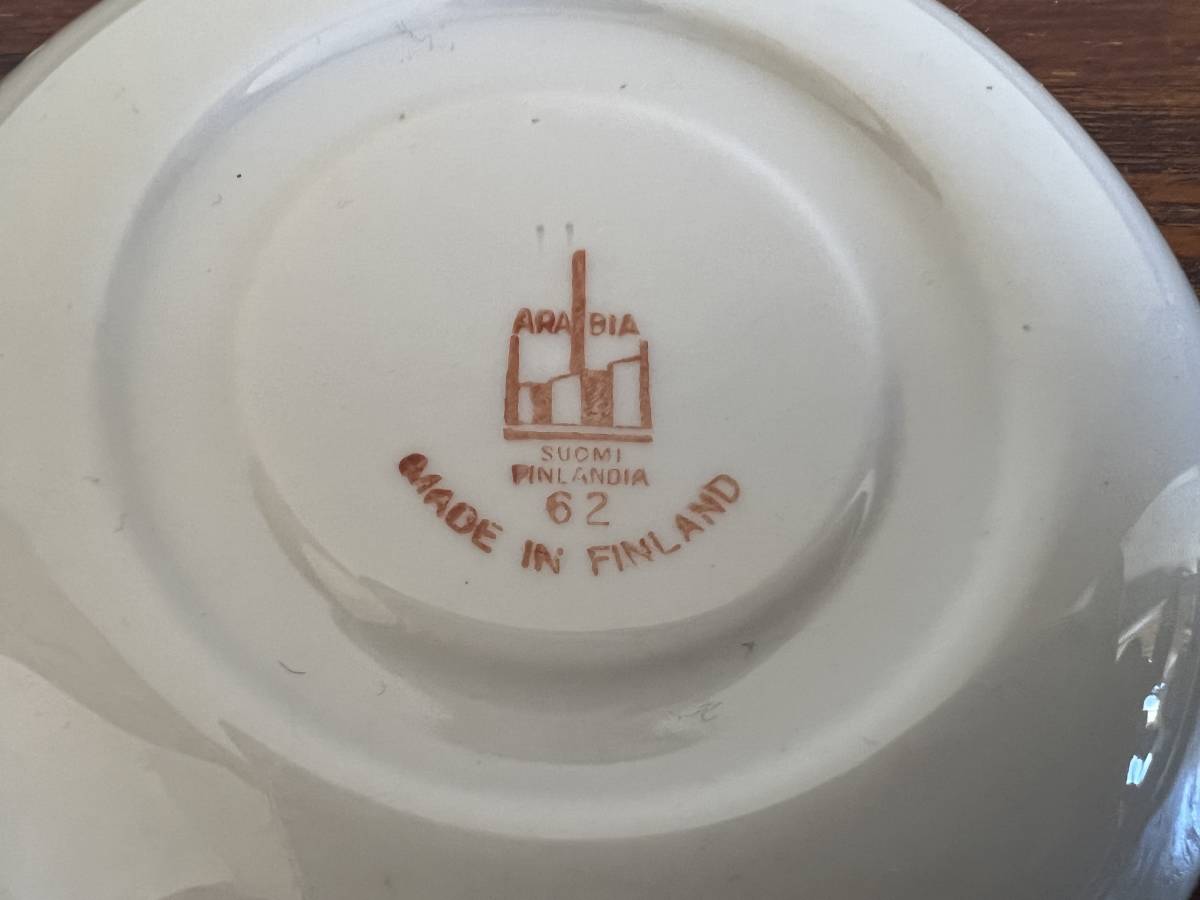 ARABIA
SUOMI
FINLANDIA
62
MADE IN FINLAND